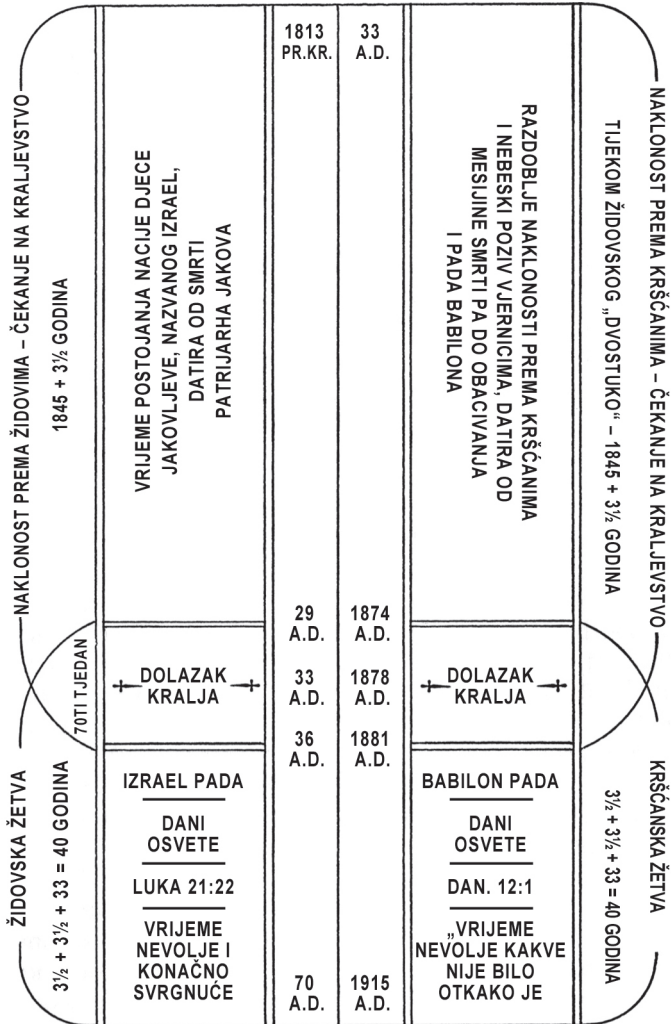 NAKLONOST PREMA ŽIDOVIMA – ČEKANJE NA KRALJEVSTVO
1845 + 3½ GODINA
VRIJEME POSTOJANJA NACIJE DJECE
JAKOVLJEVE, NAZVANOG IZRAEL,
DATIRA OD SMRTI
PATRIJARHA JAKOVA
1813
PR.KR.
33
A.D.
RAZDOBLJE NAKLONOSTI PREMA KRŠĆANIMA
I NEBESKI POZIV VJERNICIMA, DATIRA OD
MESIJINE SMRTI PA DO OBACIVANJA
I PADA BABILONA
TIJEKOM ŽIDOVSKOG „DVOSTUKO“ – 1845 + 3½ GODINA
NAKLONOST PREMA KRŠĆANIMA – ČEKANJE NA KRALJEVSTVO
70TI TJEDAN
DOLAZAK
KRALJA
29
A.D.
1874
A.D.
33
A.D.
1878
A.D.
36
A.D.
1881
A.D.
DOLAZAK
KRALJA
ŽIDOVSKA ŽETVA
3½ + 3½ + 33 = 40 GODINA
IZRAEL PADA
DANI
OSVETE
LUKA 21:22
VRIJEME
NEVOLJE I
KONAČNO
SVRGNUĆE
70
A.D.
1915
A.D.
BABILON PADA
DANI
OSVETE
DAN. 12:1
„VRIJEME
NEVOLJE KAKVE
NIJE BILO
OTKAKO JE
3½ + 3½ + 33 = 40 GODINA
KRŠĆANSKA ŽETVA